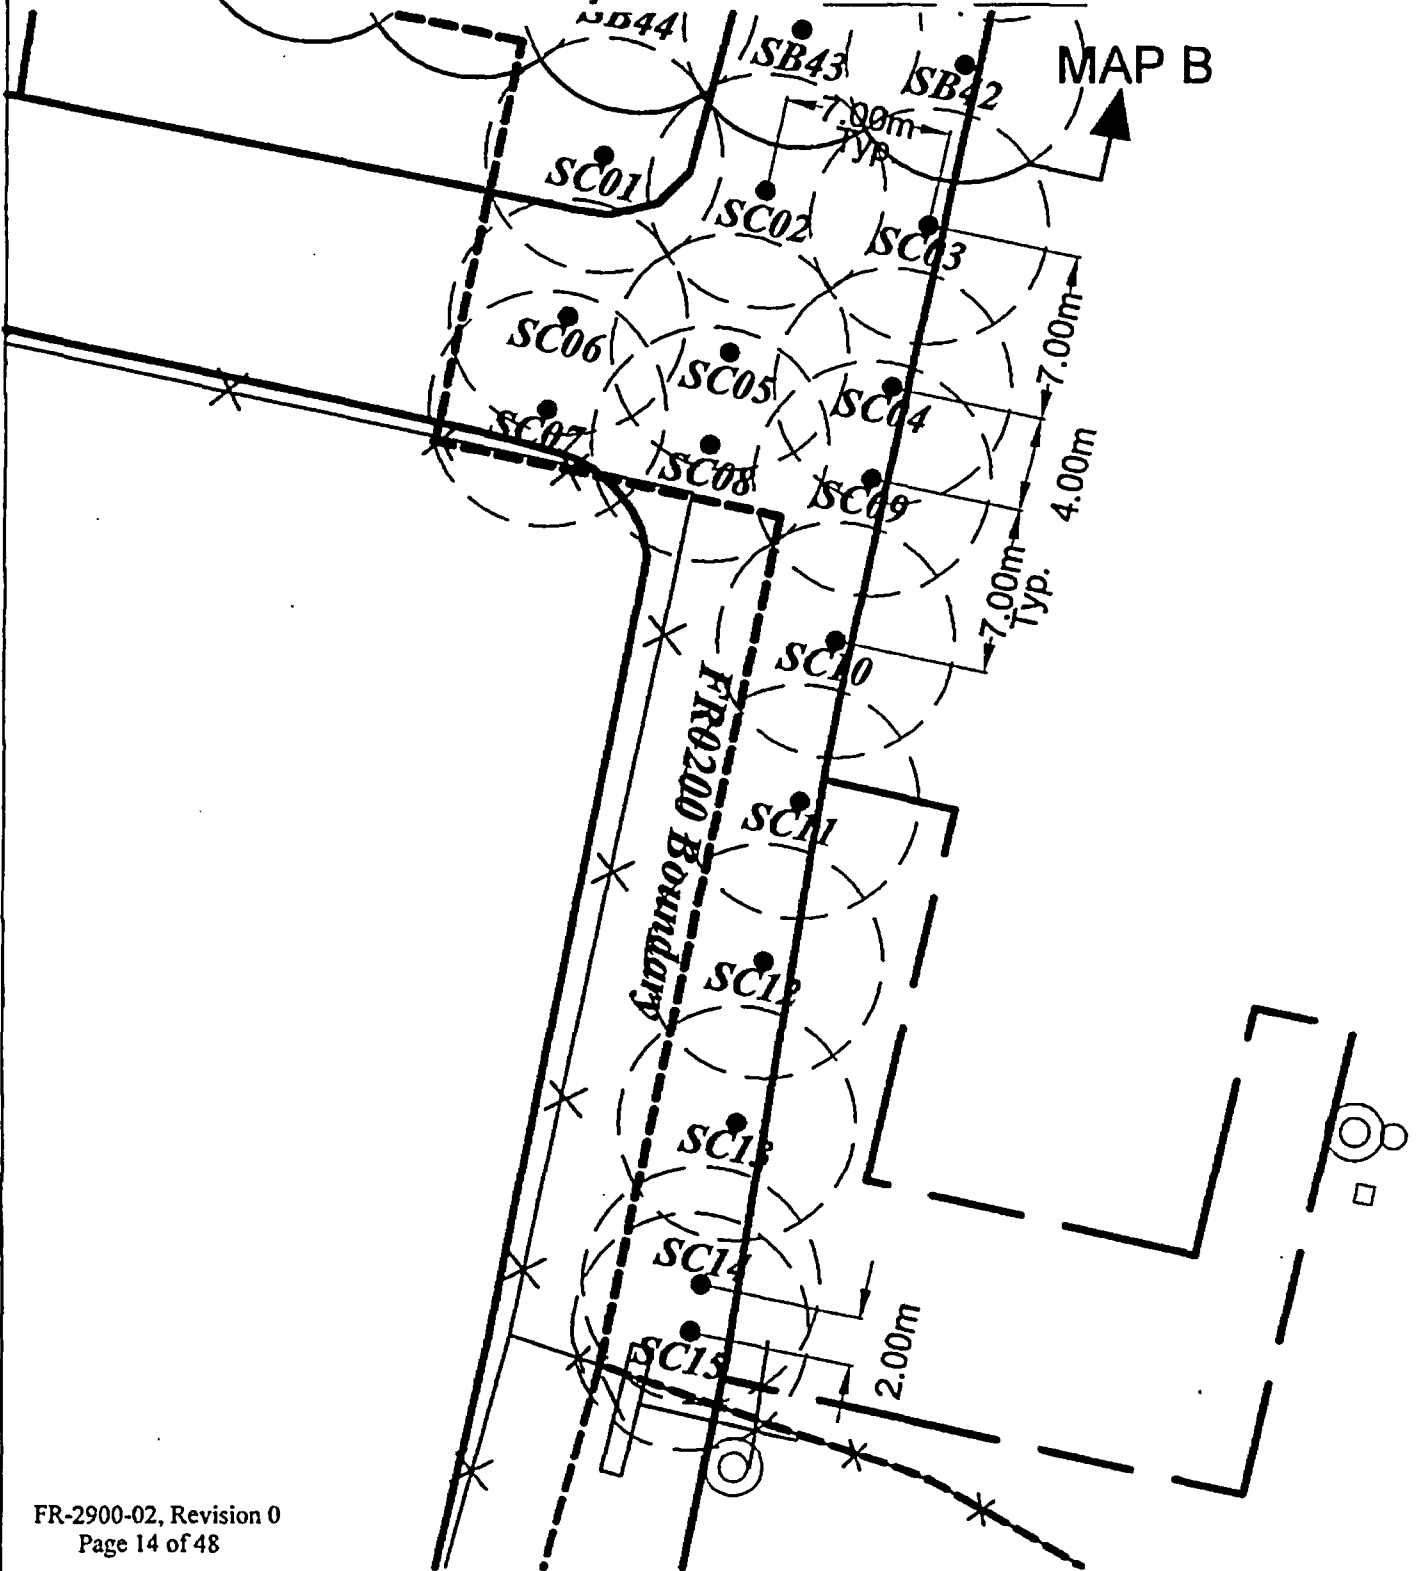 SB44
SB43
SB42
MAP B
7.00m
Typ.
SC01
SC02
SC03
7.00m
SC06
SC05
SC04
4.00m
SC07
SC08
SC09
7.00m
Typ.
SC10
FR0200 Boundary
SC11
SC12
SC13
SC14
2.00m
SC15
FR-2900-02, Revision 0
Page 14 of 48